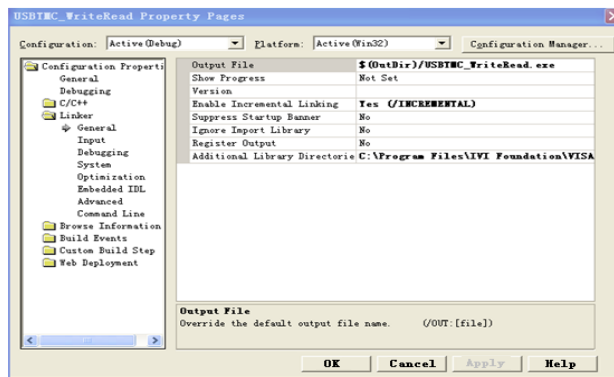 USBTMC_WriteRead Property Pages
Configuration: Active(Debug) Platform: Active(Win32) Configuration Manager...
Configuration Properti
General
Debugging
C/C++
Linker
General
Input
Debugging
System
Optimization
Embedded IDL
Advanced
Command Line
Browse Information
Build Events
Custom Build Step
Web Deployment
Output File $(OutDir)/USBTMC_WriteRead.exe
Show Progress Not Set
Version
Enable Incremental Linking Yes (/INCREMENTAL)
Suppress Startup Banner No
Ignore Import Library No
Register Output No
Additional Library Directorie C:\Program Files\IVI Foundation\VISA
Output File
Override the default output file name. (/OUT:[file])
OK Cancel Apply Help